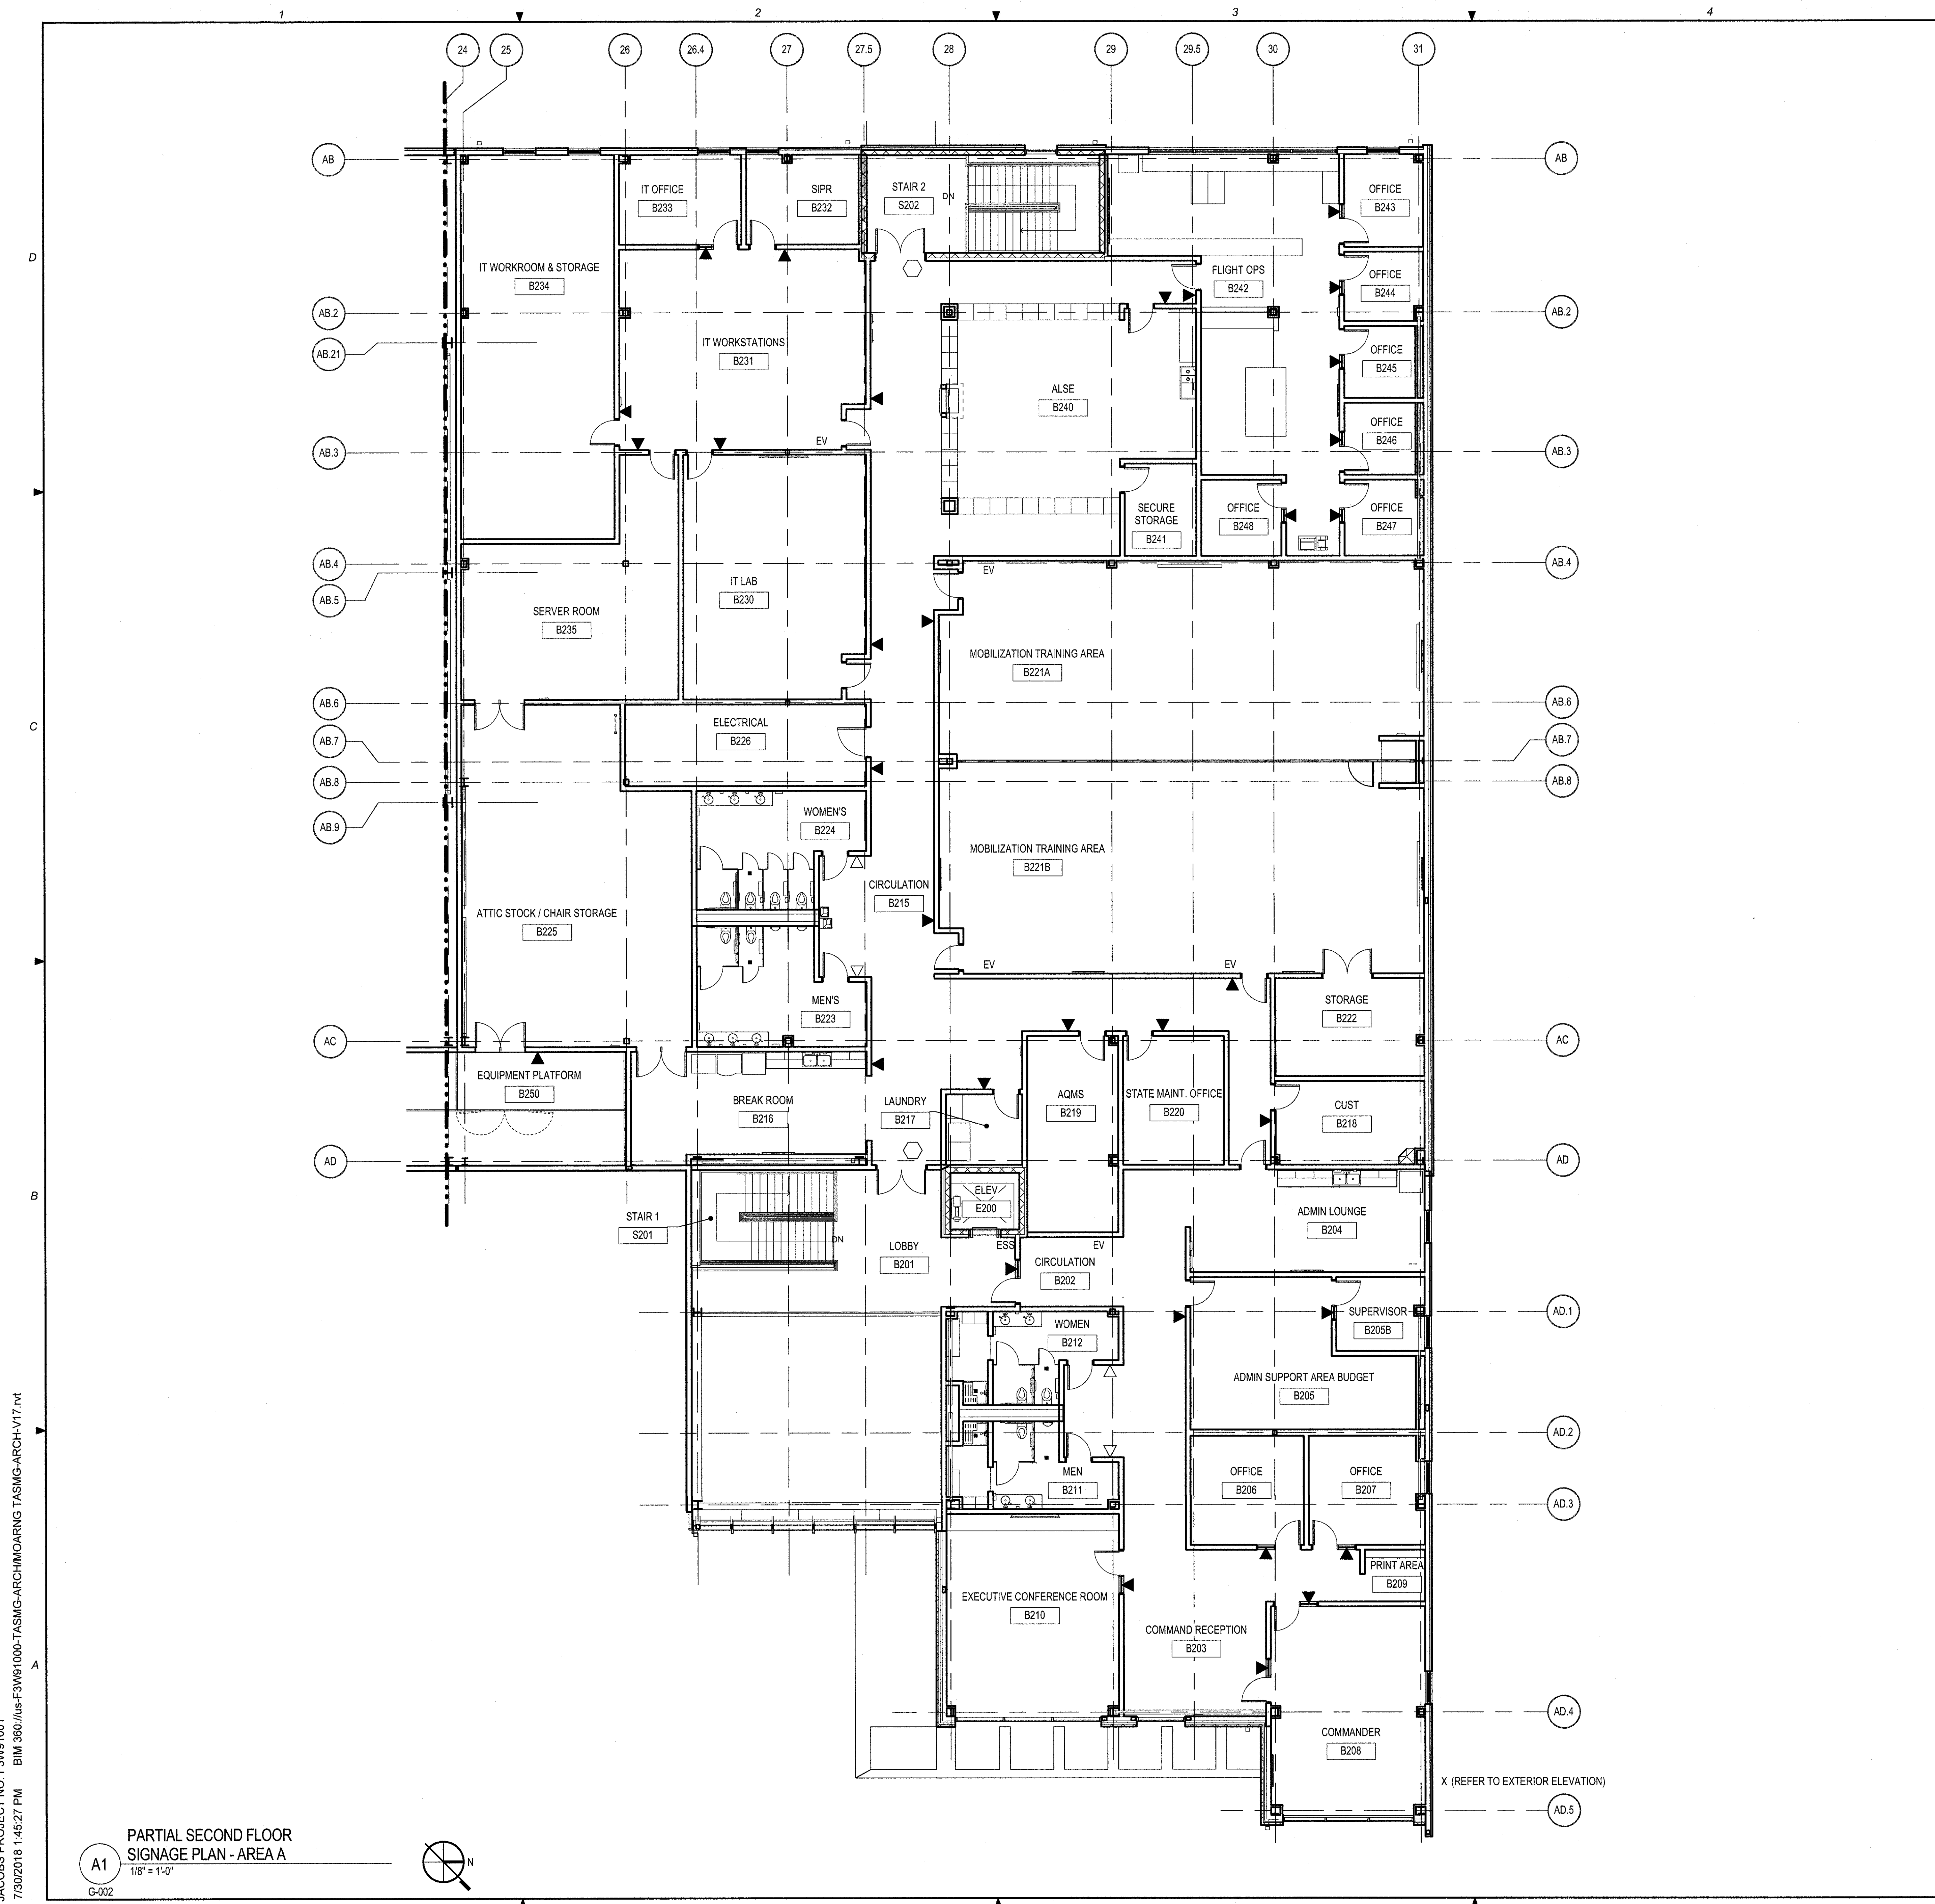 1
2
3
4
24
25
26
26.4
27
27.5
28
29
29.5
30
31
AB
AB
IT OFFICE
B233
SIPR
B232
STAIR 2
S202
DN
OFFICE
B243
D
IT WORKROOM & STORAGE
B234
FLIGHT OPS
B242
OFFICE
B244
AB.2
AB.2
AB.21
IT WORKSTATIONS
B231
OFFICE
B245
ALSE
B240
OFFICE
B246
EV
AB.3
AB.3
SECURE
STORAGE
B241
OFFICE
B248
OFFICE
B247
AB.4
AB.4
EV
AB.5
IT LAB
B230
SERVER ROOM
B235
MOBILIZATION TRAINING AREA
B221A
AB.6
AB.6
C
ELECTRICAL
B226
AB.7
AB.7
AB.8
AB.8
AB.9
WOMEN'S
B224
MOBILIZATION TRAINING AREA
B221B
CIRCULATION
B215
ATTIC STOCK / CHAIR STORAGE
B225
EV
EV
MEN'S
B223
STORAGE
B222
AC
AC
EQUIPMENT PLATFORM
B250
BREAK ROOM
B216
LAUNDRY
B217
AQMS
B219
STATE MAINT. OFFICE
B220
CUST
B218
AD
AD
B
ELEV
E200
STAIR 1
S201
DN
ADMIN LOUNGE
B204
LOBBY
B201
ESS
EV
CIRCULATION
B202
AD.1
SUPERVISOR
B205B
WOMEN
B212
ADMIN SUPPORT AREA BUDGET
B205
AD.2
MEN
B211
OFFICE
B206
OFFICE
B207
AD.3
PRINT AREA
B209
EXECUTIVE CONFERENCE ROOM
B210
COMMAND RECEPTION
B203
A
AD.4
COMMANDER
B208
X (REFER TO EXTERIOR ELEVATION)
AD.5
A1
PARTIAL SECOND FLOOR
SIGNAGE PLAN - AREA A
1/8" = 1'-0"
G-002
N
7/30/2018 1:45:27 PM BIM 360://us-F3W91000-TASMG-ARCH/MOARNG TASMG-ARCH-V17.rvt